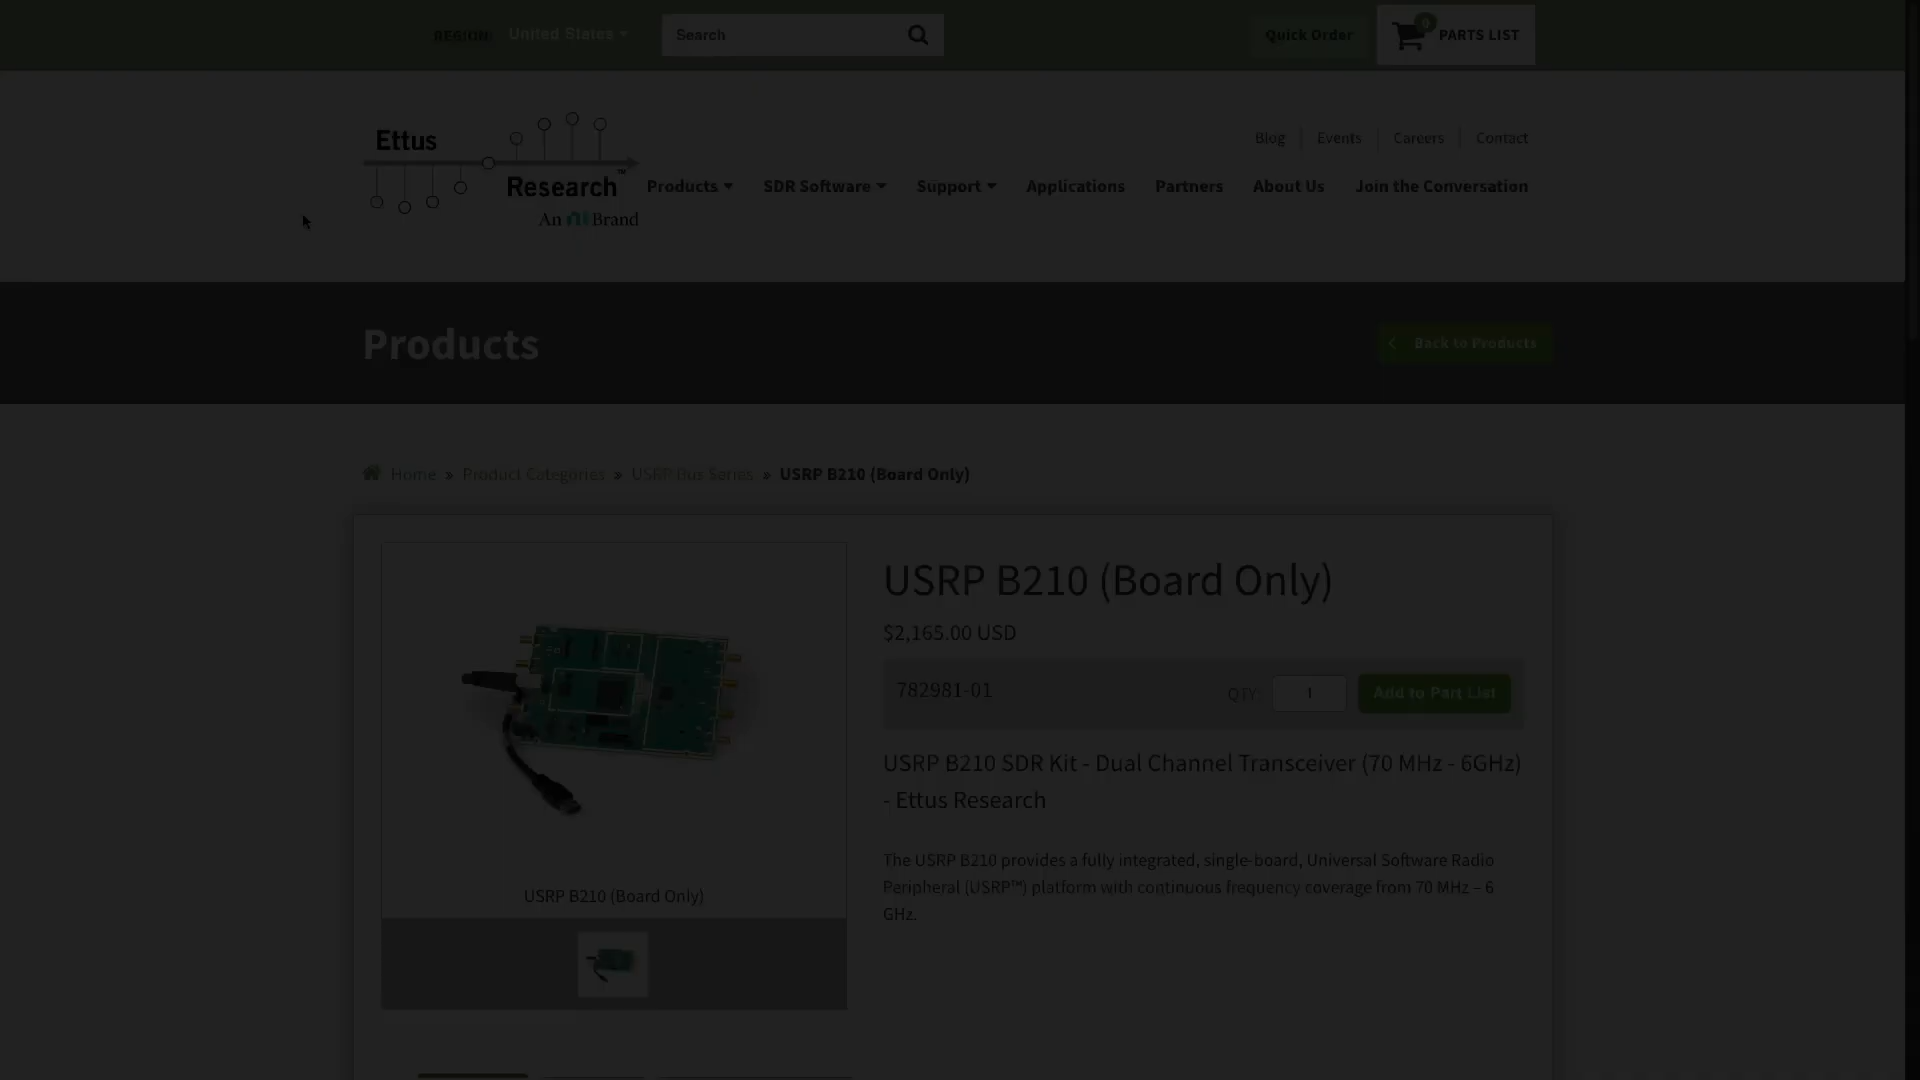 REGION: United States
Search
Quick Order
0
PARTS LIST
Ettus
Research™
An NI Brand
Blog
Events
Careers
Contact
Products
SDR Software
Support
Applications
Partners
About Us
Join the Conversation
Products
Back to Products
Home » Product Categories » USRP Bus Series » USRP B210 (Board Only)
USRP B210 (Board Only)
USRP B210 (Board Only)
$2,165.00 USD
782981-01
QTY: 1
Add to Part List
USRP B210 SDR Kit - Dual Channel Transceiver (70 MHz - 6GHz)
- Ettus Research
The USRP B210 provides a fully integrated, single-board, Universal Software Radio
Peripheral (USRP™) platform with continuous frequency coverage from 70 MHz – 6
GHz.